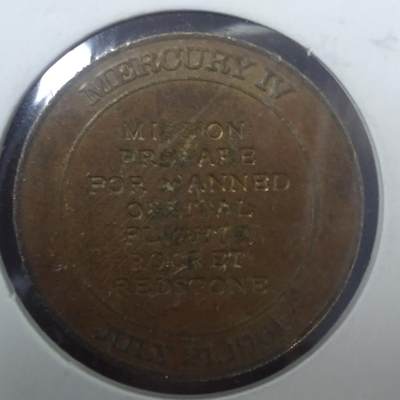 MERCURY IV
MISSION
PREPARE
FOR MANNED
ORBITAL
FLIGHT
ROCKET
REDSTONE
JULY 21, 1961